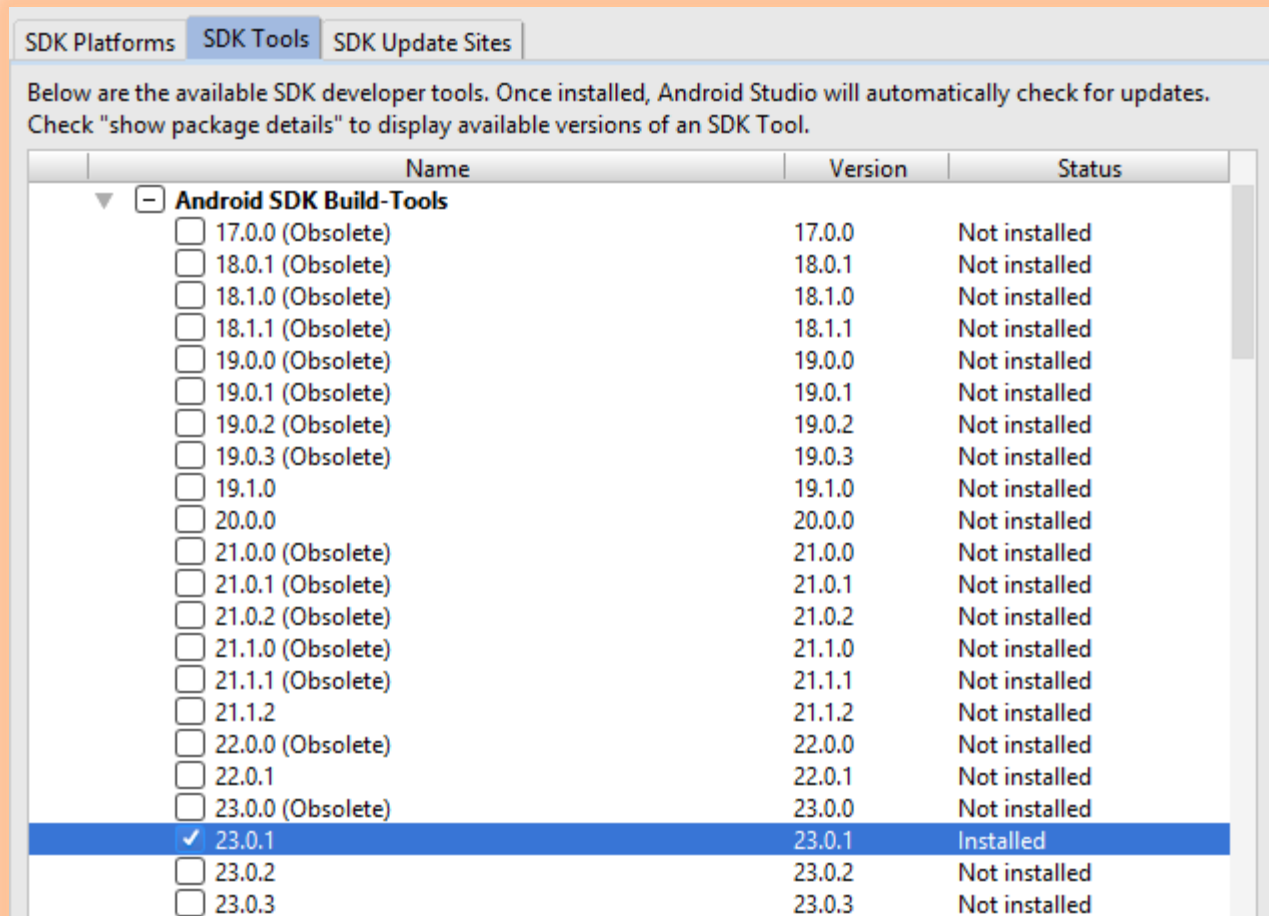 SDK Platforms SDK Tools SDK Update Sites
Below are the available SDK developer tools. Once installed, Android Studio will automatically check for updates.
Check "show package details" to display available versions of an SDK Tool.
Name Version Status
Android SDK Build-Tools
17.0.0 (Obsolete) 17.0.0 Not installed
18.0.1 (Obsolete) 18.0.1 Not installed
18.1.0 (Obsolete) 18.1.0 Not installed
18.1.1 (Obsolete) 18.1.1 Not installed
19.0.0 (Obsolete) 19.0.0 Not installed
19.0.1 (Obsolete) 19.0.1 Not installed
19.0.2 (Obsolete) 19.0.2 Not installed
19.0.3 (Obsolete) 19.0.3 Not installed
19.1.0 19.1.0 Not installed
20.0.0 20.0.0 Not installed
21.0.0 (Obsolete) 21.0.0 Not installed
21.0.1 (Obsolete) 21.0.1 Not installed
21.0.2 (Obsolete) 21.0.2 Not installed
21.1.0 (Obsolete) 21.1.0 Not installed
21.1.1 (Obsolete) 21.1.1 Not installed
21.1.2 21.1.2 Not installed
22.0.0 (Obsolete) 22.0.0 Not installed
22.0.1 22.0.1 Not installed
23.0.0 (Obsolete) 23.0.0 Not installed
23.0.1 23.0.1 Installed
23.0.2 23.0.2 Not installed
23.0.3 23.0.3 Not installed